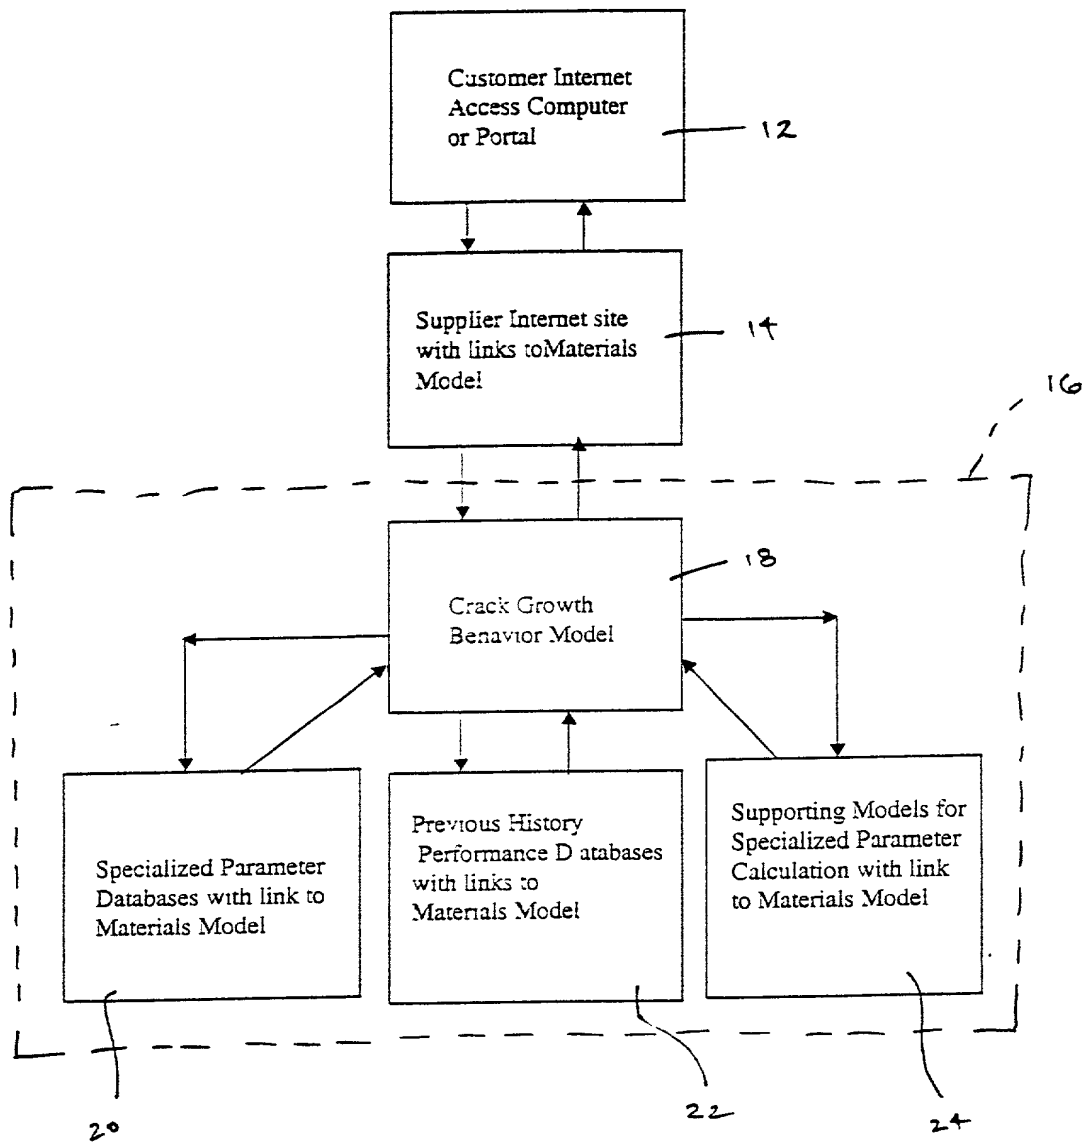 Customer Internet
Access Computer
or Portal
12
Supplier Internet site
with links toMaterials
Model
14
16
18
Crack Growth
Behavior Model
Specialized Parameter
Databases with link to
Materials Model
Previous History
Performance D atabases
with links to
Materials Model
Supporting Models for
Specialized Parameter
Calculation with link
to Materials Model
20
22
24